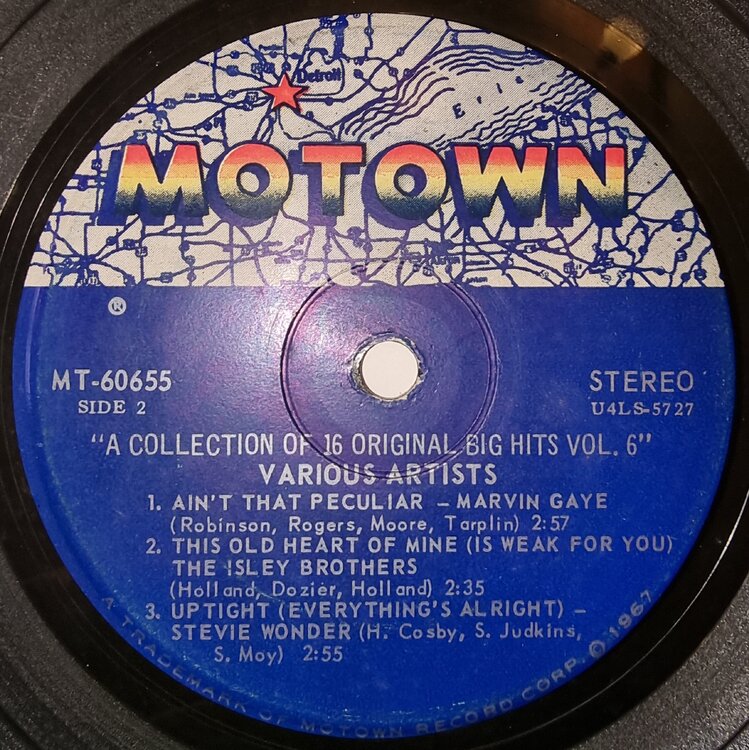 Detroit
Erie
MOTOWN
®
MT-60655
SIDE 2
STEREO
U4LS-5727
"A COLLECTION OF 16 ORIGINAL BIG HITS VOL. 6"
VARIOUS ARTISTS
1. AIN'T THAT PECULIAR – MARVIN GAYE
(Robinson, Rogers, Moore, Tarplin) 2:57
2. THIS OLD HEART OF MINE (IS WEAK FOR YOU)
THE ISLEY BROTHERS
(Holland, Dozier, Holland) 2:35
3. UPTIGHT (EVERYTHING'S ALRIGHT) –
STEVIE WONDER (H. Cosby, S. Judkins,
S. Moy) 2:55
A TRADEMARK OF MOTOWN RECORD CORP. © 1967